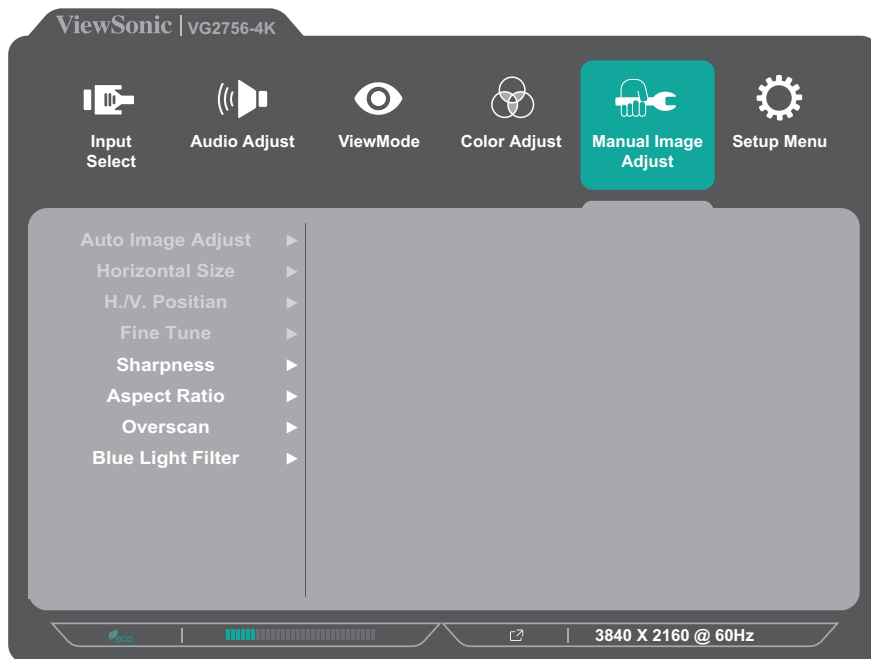 ViewSonic | VG2756-4K
Input Select
Audio Adjust
ViewMode
Color Adjust
Manual Image Adjust
Setup Menu
Auto Image Adjust
Horizontal Size
H./V. Positian
Fine Tune
Sharpness
Aspect Ratio
Overscan
Blue Light Filter
eco
3840 X 2160 @ 60Hz